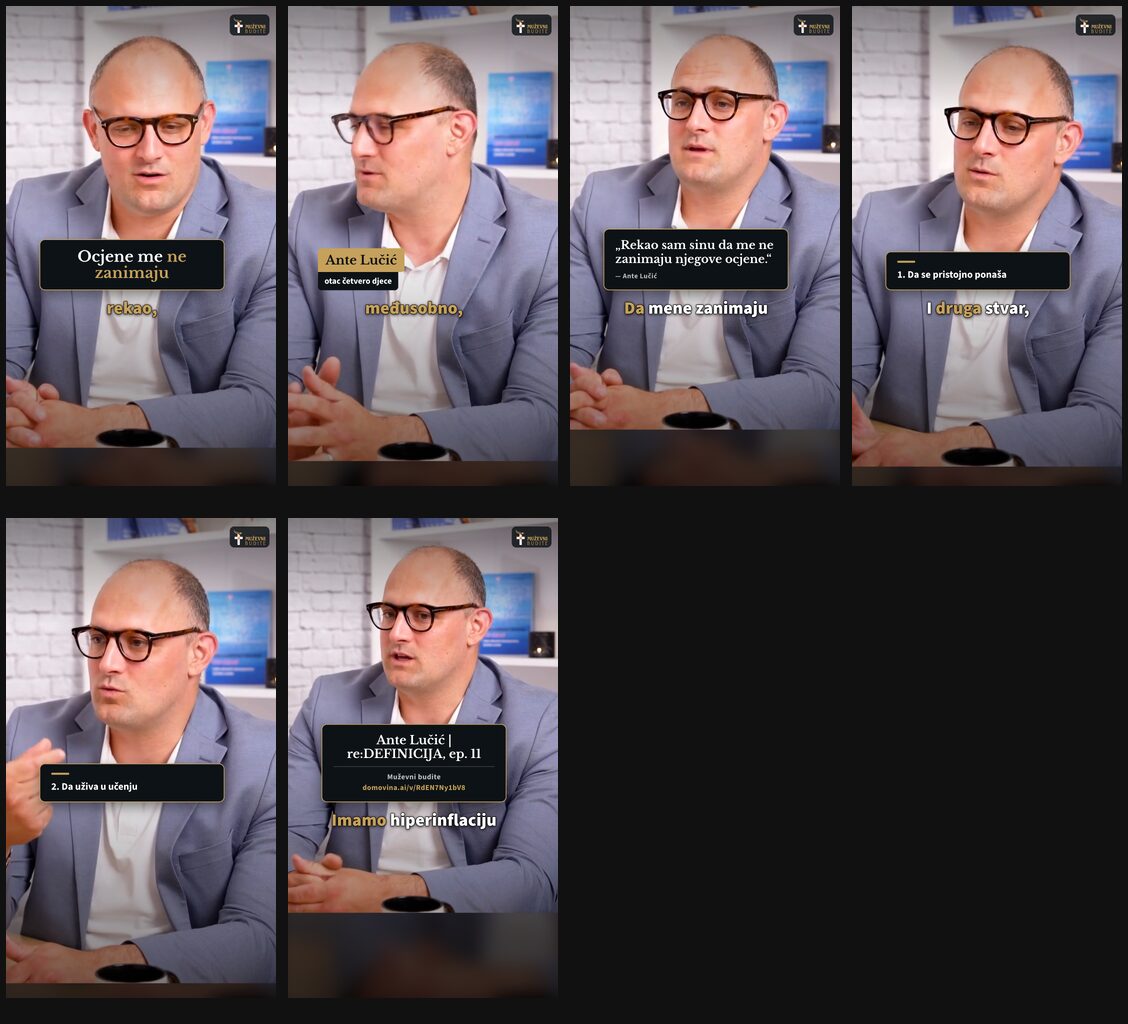 MUŽEVNI
BUDITE
Ocjene me ne
zanimaju
rekao,
MUŽEVNI
BUDITE
Ante Lučić
otac četvero djece
međusobno,
MUŽEVNI
BUDITE
„Rekao sam sinu da me ne
zanimaju njegove ocjene.“
— Ante Lučić
Da mene zanimaju
MUŽEVNI
BUDITE
1. Da se pristojno ponaša
I druga stvar,
MUŽEVNI
BUDITE
2. Da uživa u učenju
MUŽEVNI
BUDITE
Ante Lučić |
re:DEFINICIJA, ep. 11
Muževni budite
domovina.ai/v/RdEN7Ny1bV8
Imamo hiperinflaciju